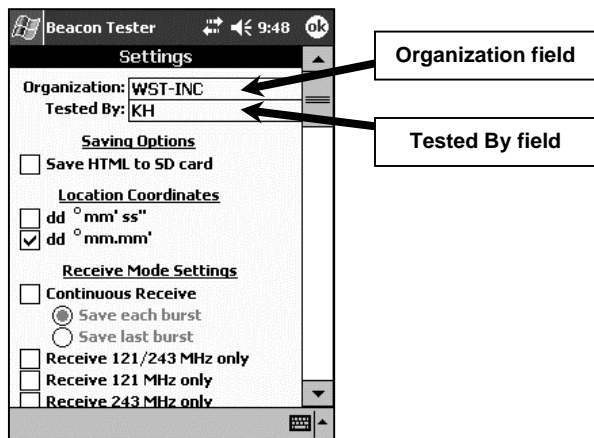 Beacon Tester 9:48 ok
Settings
Organization: WST-INC
Tested By: KH
Saving Options
Save HTML to SD card
Location Coordinates
dd °mm' ss"
dd °mm.mm'
Receive Mode Settings
Continuous Receive
Save each burst
Save last burst
Receive 121/243 MHz only
Receive 121 MHz only
Receive 243 MHz only
Organization field
Tested By field